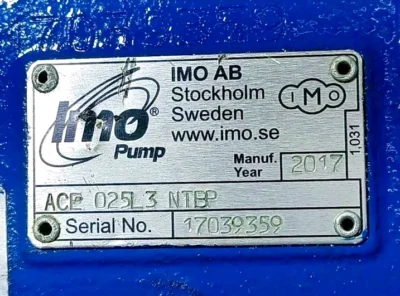 Imo®
Pump
IMO AB
Stockholm
Sweden
www.imo.se
IMO
1,031
Manuf. Year 2017
ACP 025L3 NTBP
Serial No. 17039359